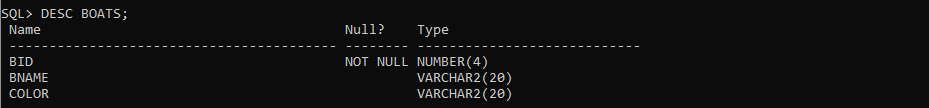 SQL> DESC BOATS;
Name Null? Type
----------------------------------------- -------- ----------------------------
BID NOT NULL NUMBER(4)
BNAME VARCHAR2(20)
COLOR VARCHAR2(20)